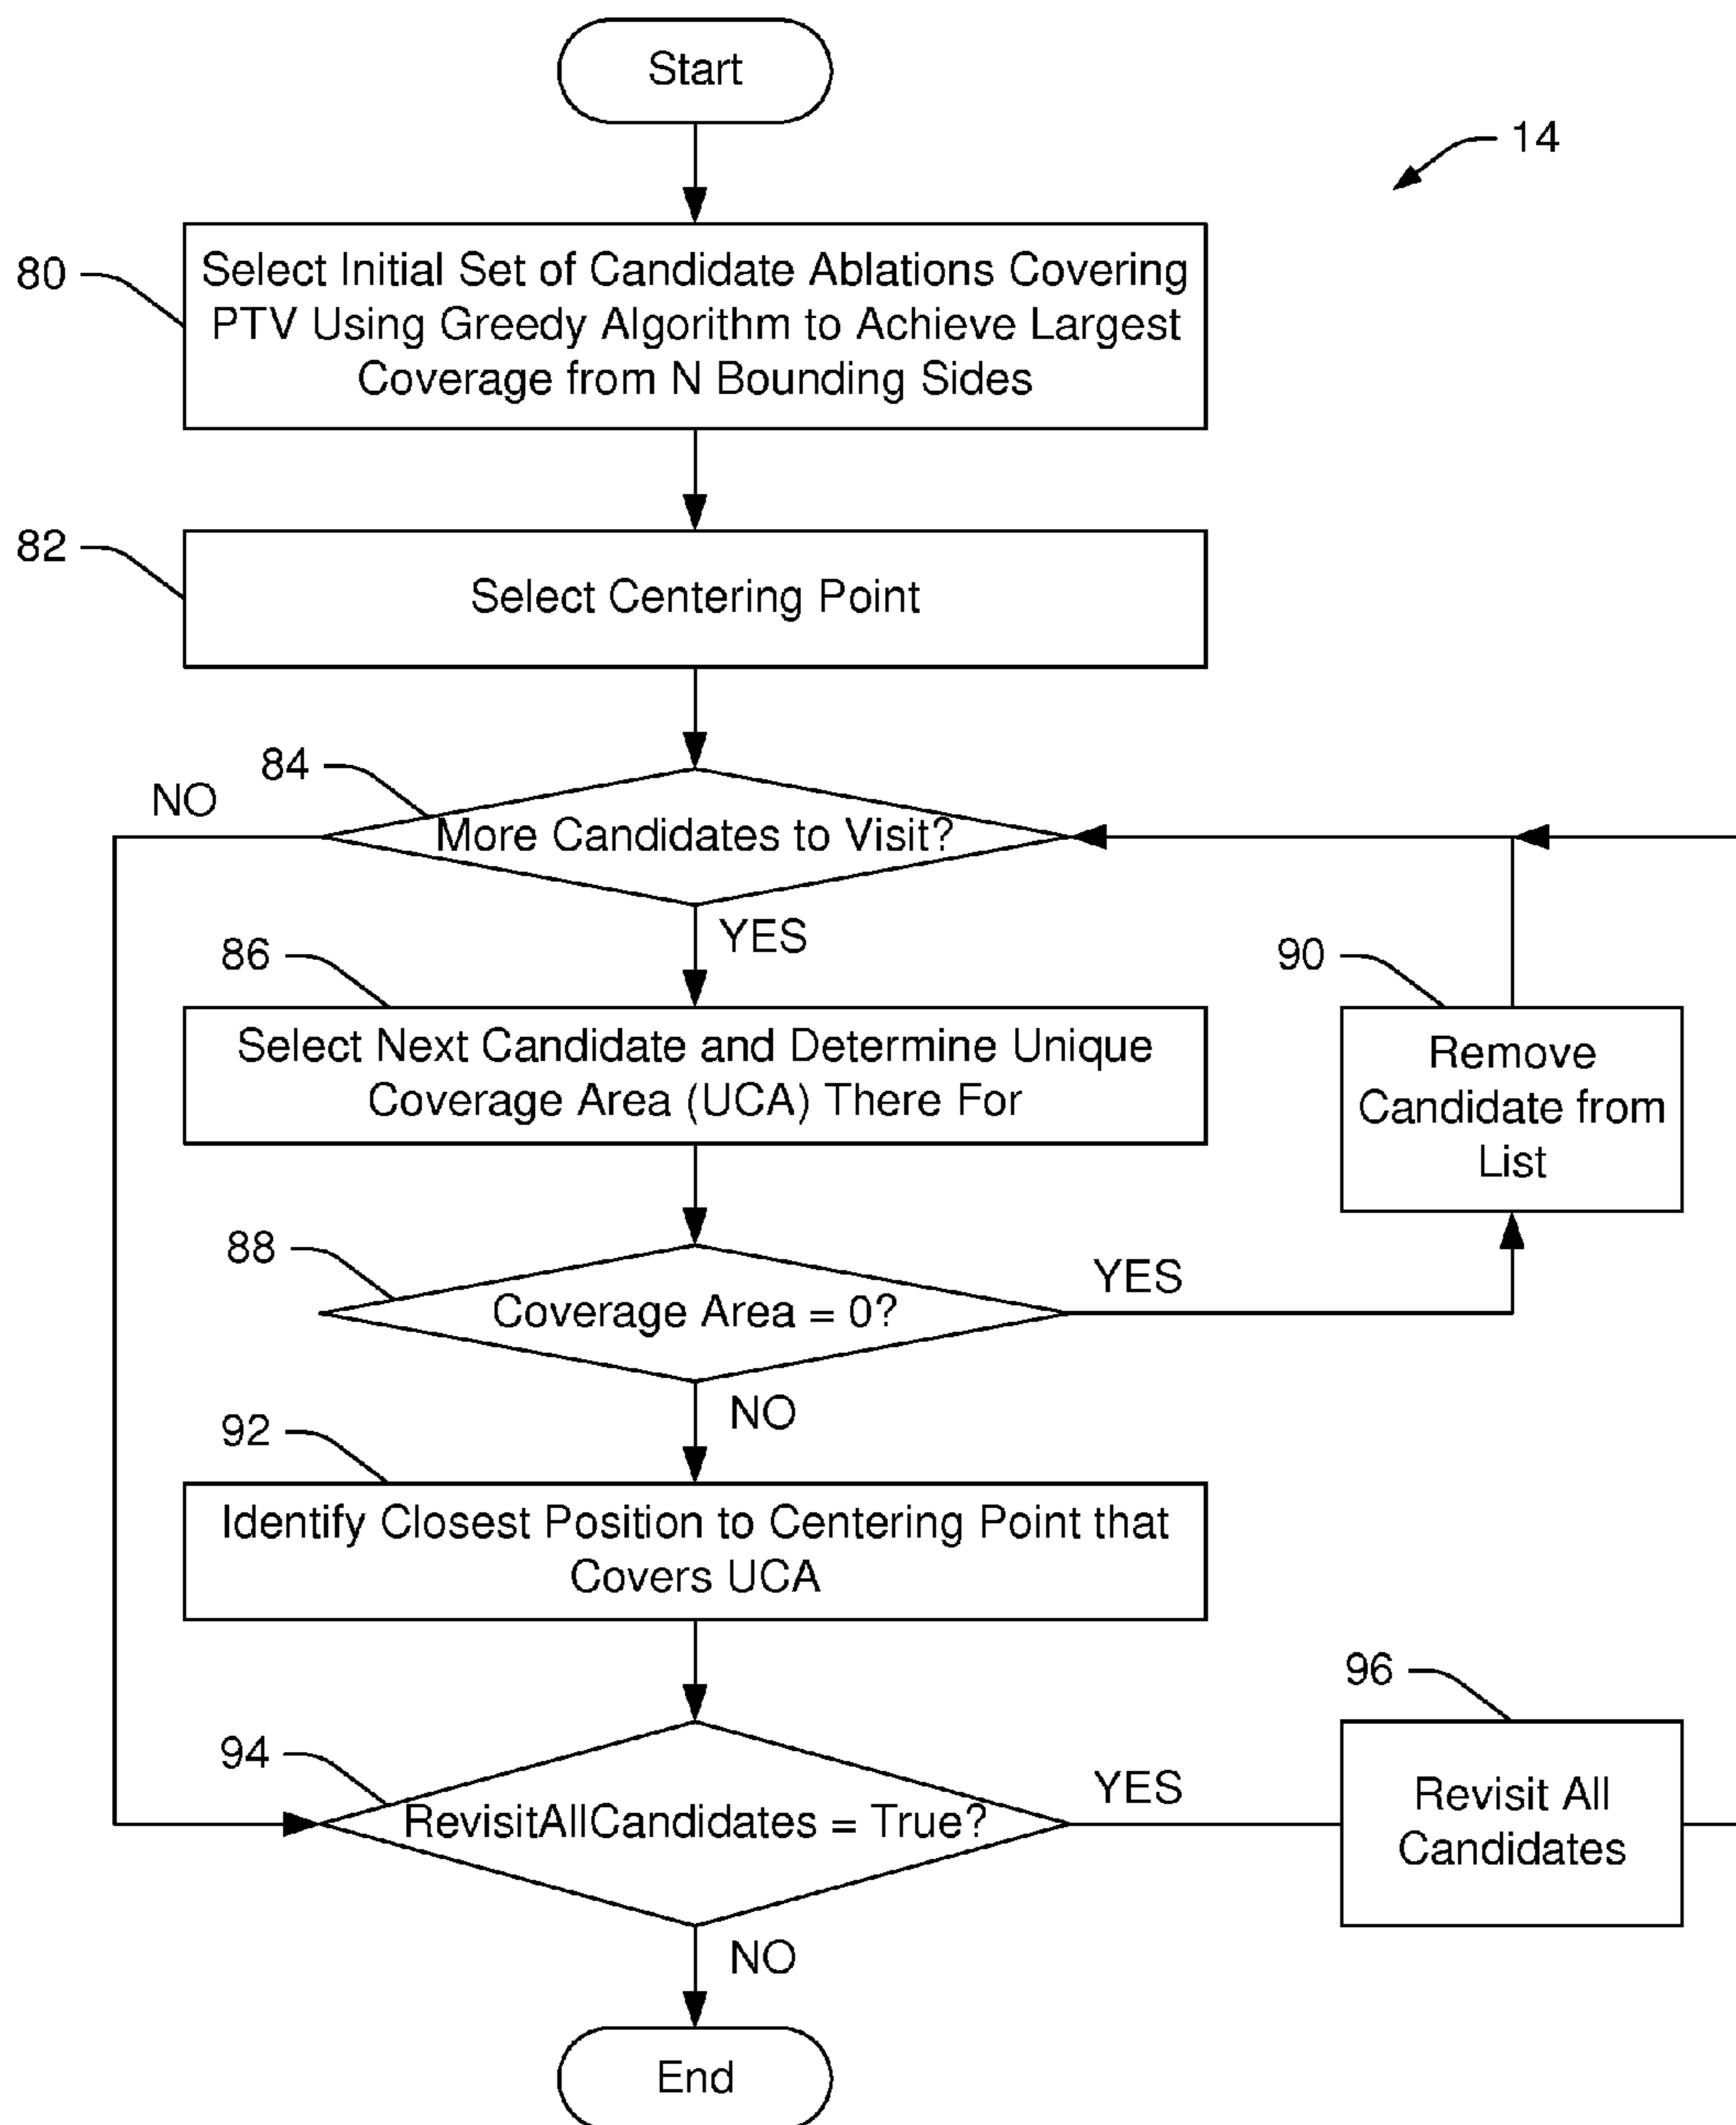 Start
14
80
Select Initial Set of Candidate Ablations Covering
PTV Using Greedy Algorithm to Achieve Largest
Coverage from N Bounding Sides
82
Select Centering Point
84
NO
More Candidates to Visit?
YES
86
Select Next Candidate and Determine Unique
Coverage Area (UCA) There For
90
Remove
Candidate from
List
88
Coverage Area = 0?
YES
NO
92
Identify Closest Position to Centering Point that
Covers UCA
94
RevisitAllCandidates = True?
YES
96
Revisit All
Candidates
NO
End